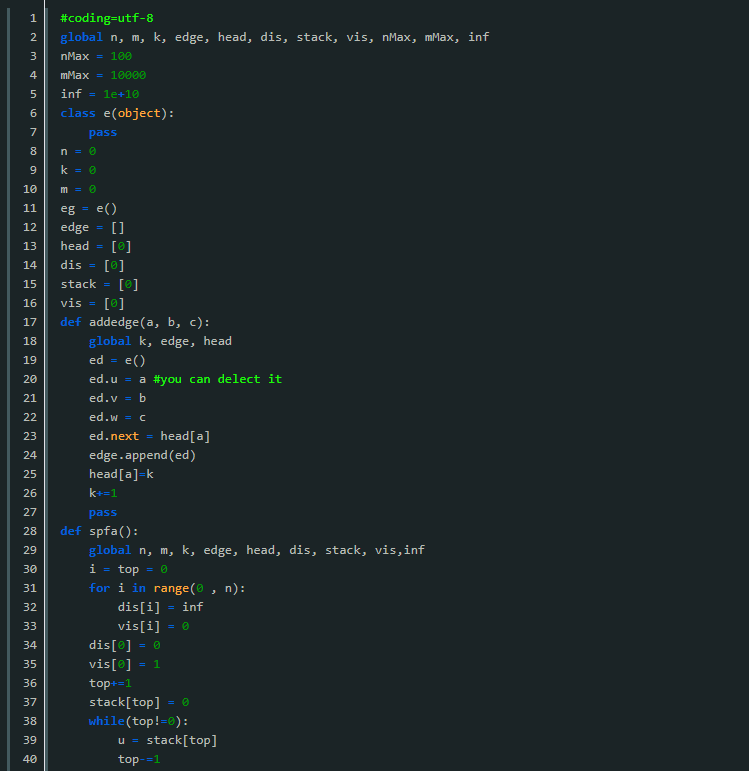 1 #coding=utf-8
2 global n, m, k, edge, head, dis, stack, vis, nMax, mMax, inf
3 nMax = 100
4 mMax = 10000
5 inf = 1e+10
6 class e(object):
7     pass
8 n = 0
9 k = 0
10 m = 0
11 eg = e()
12 edge = []
13 head = [0]
14 dis = [0]
15 stack = [0]
16 vis = [0]
17 def addedge(a, b, c):
18     global k, edge, head
19     ed = e()
20     ed.u = a #you can delect it
21     ed.v = b
22     ed.w = c
23     ed.next = head[a]
24     edge.append(ed)
25     head[a]=k
26     k+=1
27     pass
28 def spfa():
29     global n, m, k, edge, head, dis, stack, vis,inf
30     i = top = 0
31     for i in range(0 , n):
32         dis[i] = inf
33         vis[i] = 0
34     dis[0] = 0
35     vis[0] = 1
36     top+=1
37     stack[top] = 0
38     while(top!=0):
39         u = stack[top]
40         top-=1